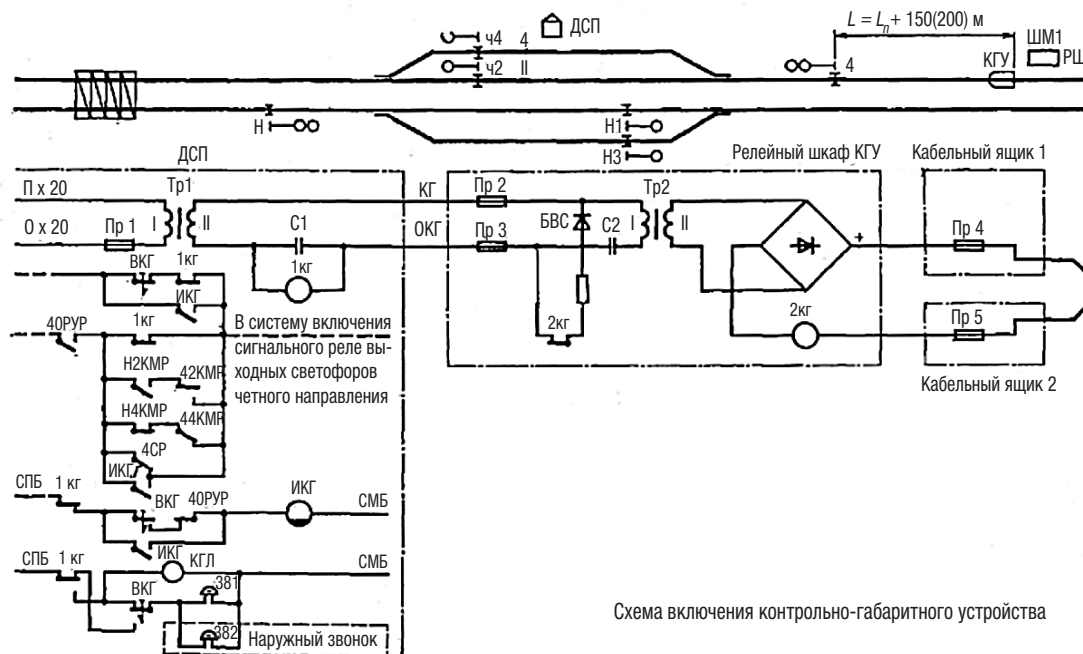 L = Lп + 150(200) м
ДСП
ч4
4
ч2
II
4
КГУ
ШМ1
РШ
Н
Н1
Н3
ДСП
Релейный шкаф КГУ
Кабельный ящик 1
П х 20
Тр1
КГ
Пр 2
Тр2
О х 20
Пр 1
I
II
С1
ОКГ
Пр 3
БВС
С2
I
II
+
Пр 4
1кг
ВКГ
1кг
ИКГ
2кг
2кг
Пр 5
40РУР
1кг
В систему включения
сигнального реле вы-
ходных светофоров
четного направления
Кабельный ящик 2
Н2КМР
42КМР
Н4КМР
44КМР
4СР
ИКГ
СПБ
1 кг
ВКГ
40РУР
ИКГ
СМБ
ИКГ
СПБ
1 кг
КГЛ
СМБ
ВКГ
381
382
Наружный звонок
Схема включения контрольно-габаритного устройства